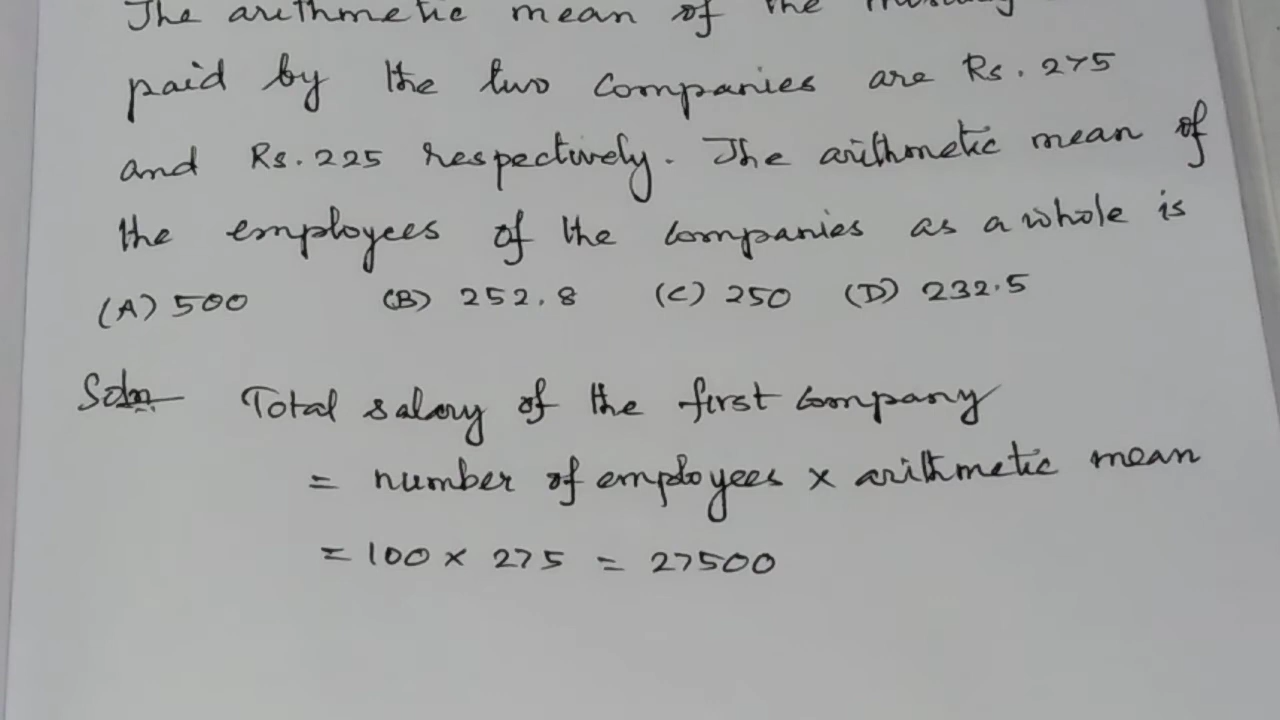 The arithmetic mean of the
paid by the two companies are Rs. 275
and Rs. 225 respectively. The arithmetic mean of
the employees of the companies as a whole is
(A) 500 (B) 252.8 (C) 250 (D) 232.5
Soln Total salary of the first company
= number of employees x arithmetic mean
= 100 x 275 = 27500